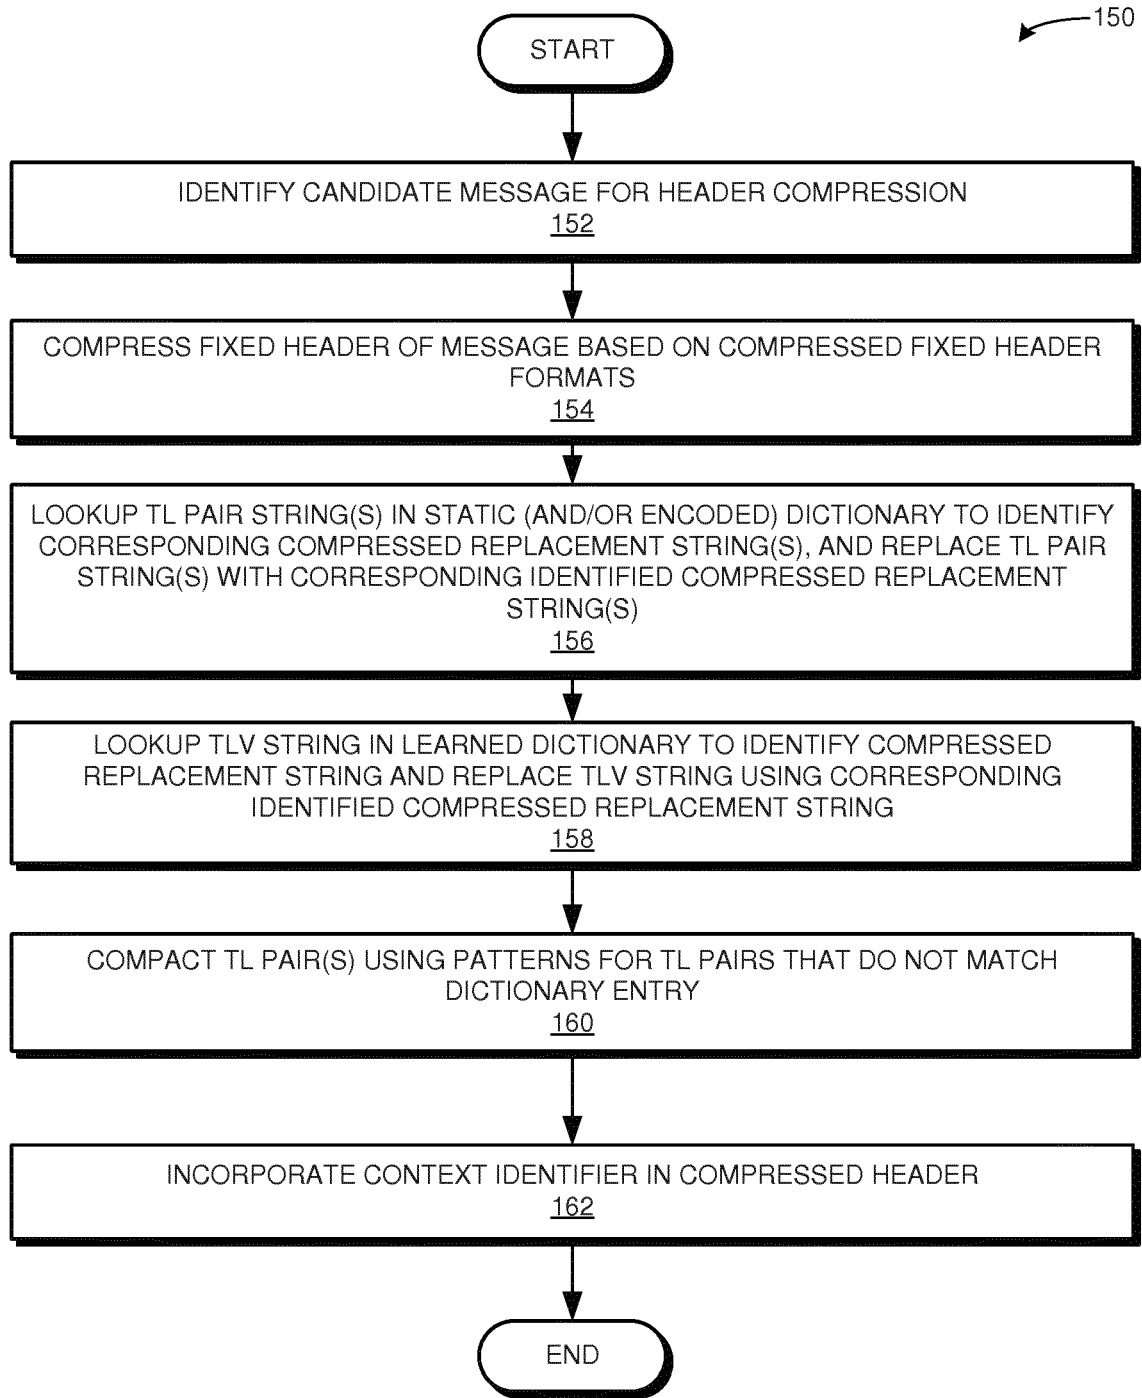 150
START
IDENTIFY CANDIDATE MESSAGE FOR HEADER COMPRESSION
152
COMPRESS FIXED HEADER OF MESSAGE BASED ON COMPRESSED FIXED HEADER
FORMATS
154
LOOKUP TL PAIR STRING(S) IN STATIC (AND/OR ENCODED) DICTIONARY TO IDENTIFY
CORRESPONDING COMPRESSED REPLACEMENT STRING(S), AND REPLACE TL PAIR
STRING(S) WITH CORRESPONDING IDENTIFIED COMPRESSED REPLACEMENT
STRING(S)
156
LOOKUP TLV STRING IN LEARNED DICTIONARY TO IDENTIFY COMPRESSED
REPLACEMENT STRING AND REPLACE TLV STRING USING CORRESPONDING
IDENTIFIED COMPRESSED REPLACEMENT STRING
158
COMPACT TL PAIR(S) USING PATTERNS FOR TL PAIRS THAT DO NOT MATCH
DICTIONARY ENTRY
160
INCORPORATE CONTEXT IDENTIFIER IN COMPRESSED HEADER
162
END